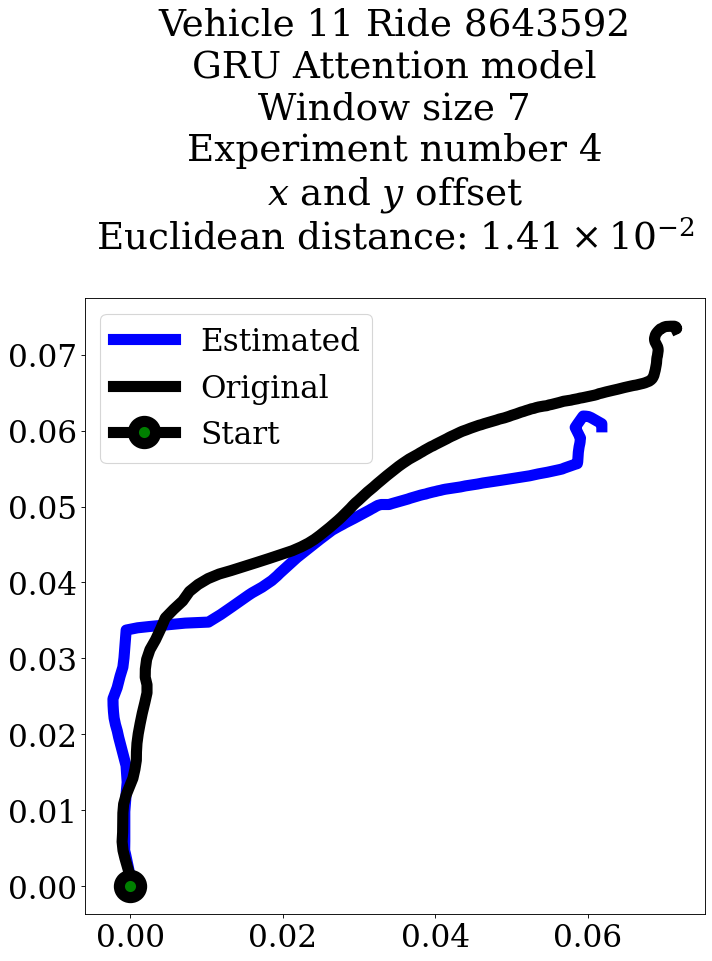 Vehicle 11 Ride 8643592
GRU Attention model
Window size 7
Experiment number 4
x and y offset
Euclidean distance: 1.41 × 10⁻²
Estimated
Original
Start
0.07
0.06
0.05
0.04
0.03
0.02
0.01
0.00
0.00 0.02 0.04 0.06